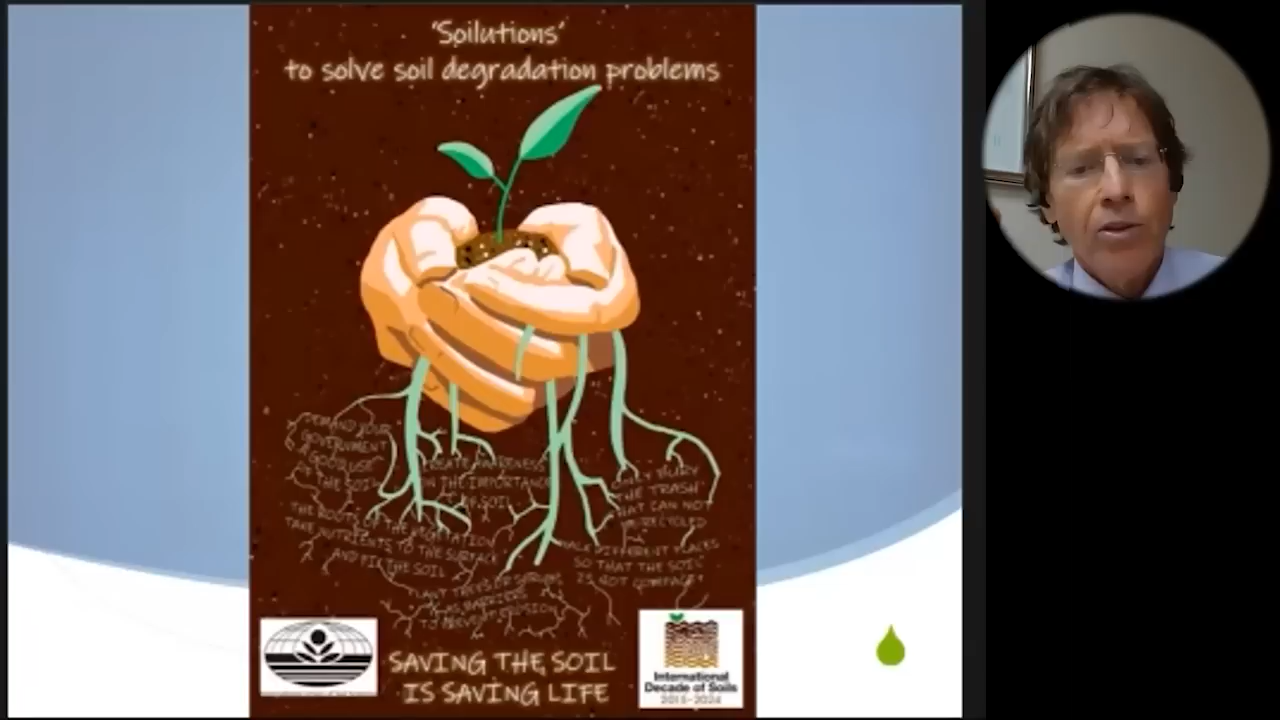 'Soilutions'
to solve soil degradation problems
DEMAND YOUR
GOVERNMENT
A GOOD USE
OF THE SOIL
CREATE AWARENESS
ON THE IMPORTANCE
OF SOIL
ONLY BURY
THE TRASH
THAT CAN NOT
BE RECYCLED
THE ROOTS OF THE VEGETATION
TAKE NUTRIENTS TO THE SURFACE
AND FIX THE SOIL
WALK DIFFERENT PLACES
SO THAT THE SOIL
IS NOT COMPACT
PLANT TREES OR SHRUBS
AS BARRIERS
TO PREVENT EROSION
SAVING THE SOIL
IS SAVING LIFE
International
Decade of Soils
2015-2024